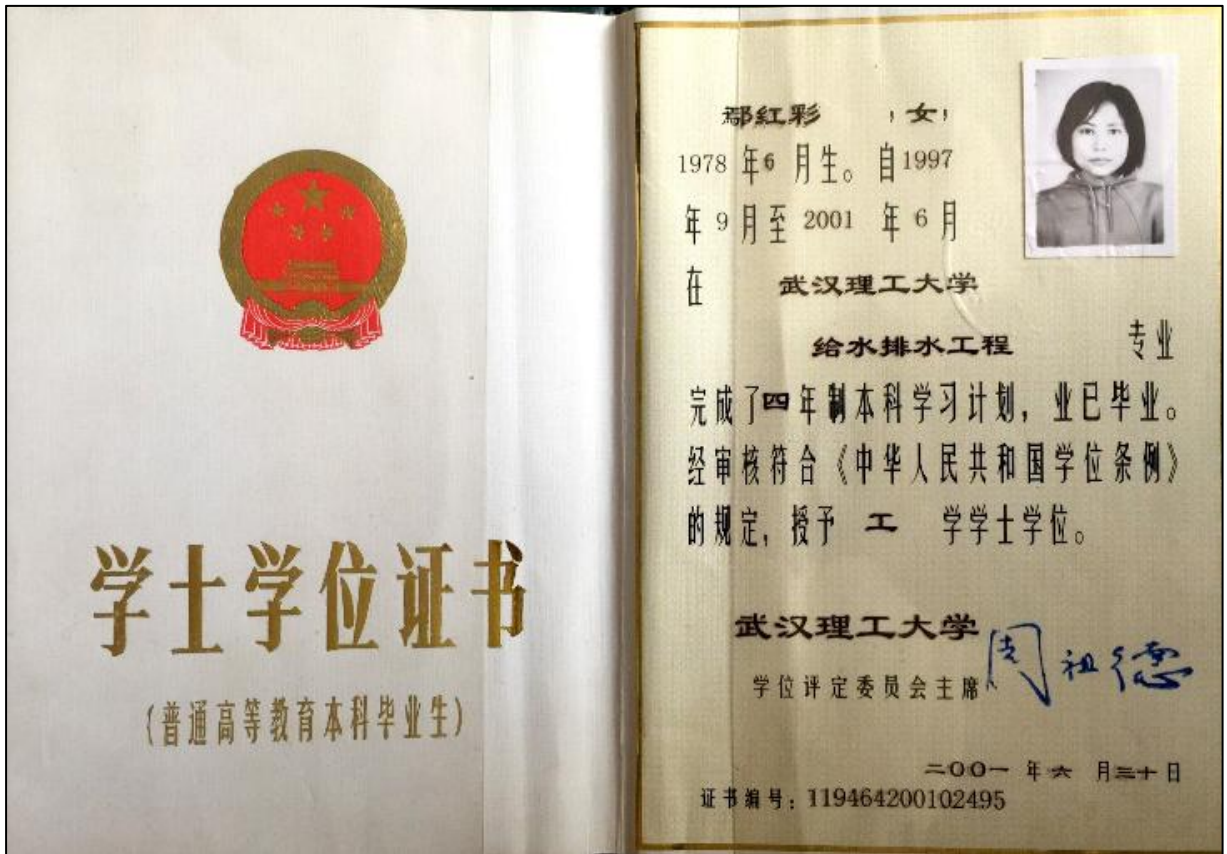 学士学位证书
(普通高等教育本科毕业生)
鄢红彩 ,女,
1978 年 6 月生。自1997
年 9 月至 2001 年 6 月
在 武汉理工大学
给水排水工程 专业
完成了四年制本科学习计划，业已毕业。
经审核符合《中华人民共和国学位条例》
的规定，授予 工 学学士学位。
武汉理工大学
学位评定委员会主席 周祖德
二〇〇一 年 六 月三十日
证书编号：119464200102495